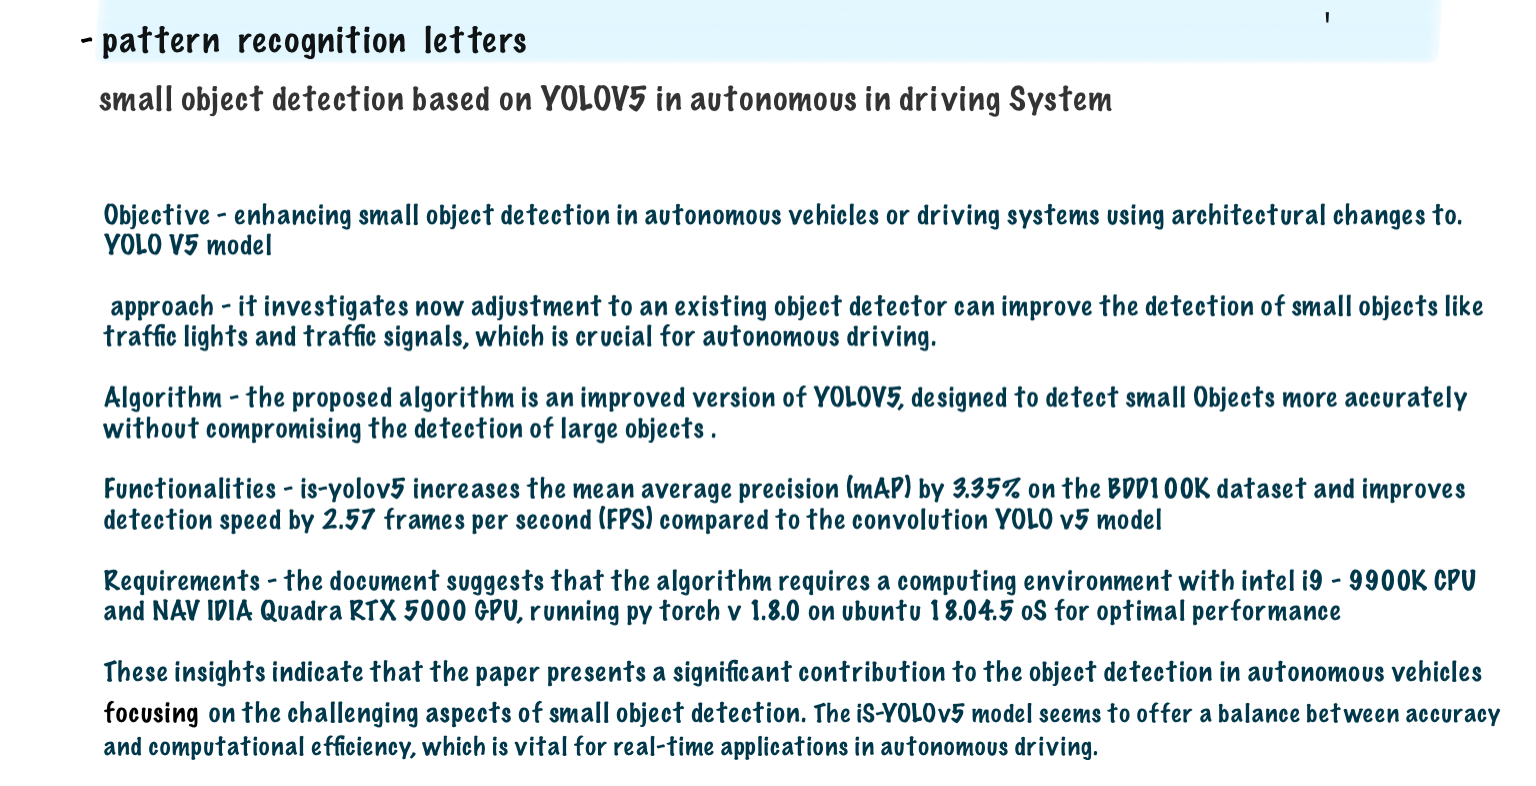 - pattern recognition letters
small object detection based on YOLOV5 in autonomous in driving System
Objective - enhancing small object detection in autonomous vehicles or driving systems using architectural changes to.
YOLO V5 model
approach - it investigates now adjustment to an existing object detector can improve the detection of small objects like
traffic lights and traffic signals, which is crucial for autonomous driving.
Algorithm - the proposed algorithm is an improved version of YOLOV5, designed to detect small Objects more accurately
without compromising the detection of large objects .
Functionalities - is-yolov5 increases the mean average precision (mAP) by 3.35% on the BDD100K dataset and improves
detection speed by 2.57 frames per second (FPS) compared to the convolution YOLO v5 model
Requirements - the document suggests that the algorithm requires a computing environment with intel i9 - 9900K CPU
and NAV IDIA Quadra RTX 5000 GPU, running py torch v 1.8.0 on ubuntu 18.04.5 oS for optimal performance
These insights indicate that the paper presents a significant contribution to the object detection in autonomous vehicles
focusing on the challenging aspects of small object detection. The iS-YOLOv5 model seems to offer a balance between accuracy
and computational efficiency, which is vital for real-time applications in autonomous driving.